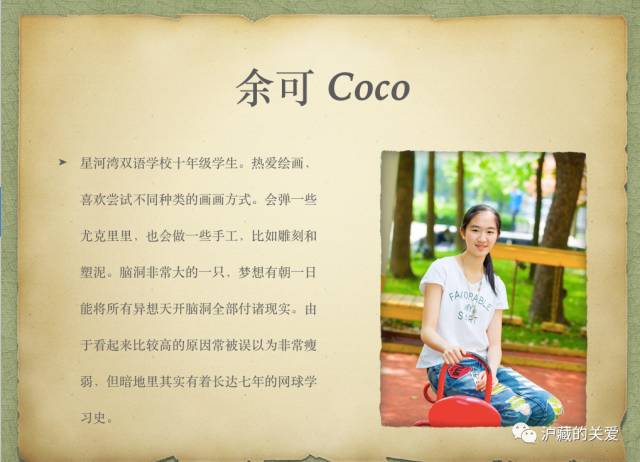 余可 Coco
➤ 星河湾双语学校十年级学生。热爱绘画、
喜欢尝试不同种类的画画方式。会弹一些
尤克里里，也会做一些手工，比如雕刻和
塑泥。脑洞非常大的一只，梦想有朝一日
能将所有异想天开脑洞全部付诸现实。由
于看起来比较高的原因常被误以为非常瘦
弱，但暗地里其实有着长达七年的网球学
习史。
FAVORABLE
沪藏的关爱